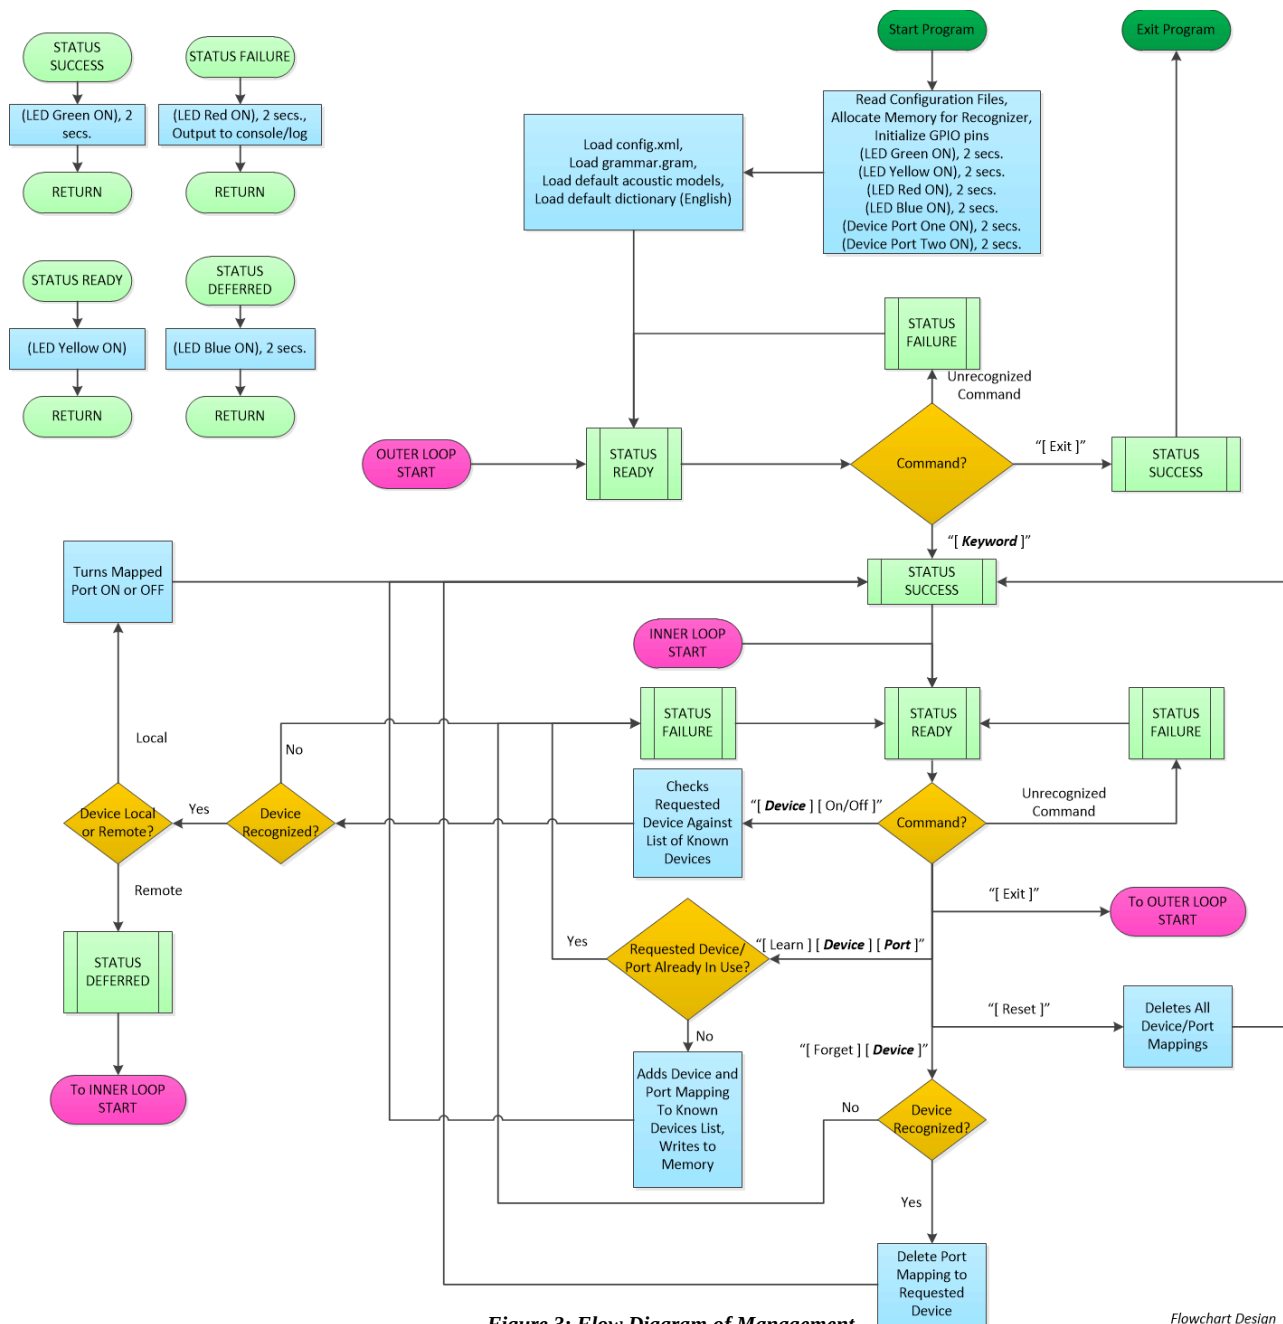 STATUS
SUCCESS
(LED Green ON), 2
secs.
RETURN
STATUS FAILURE
(LED Red ON), 2 secs.,
Output to console/log
RETURN
STATUS READY
(LED Yellow ON)
RETURN
STATUS
DEFERRED
(LED Blue ON), 2 secs.
RETURN
Start Program
Exit Program
Read Configuration Files,
Allocate Memory for Recognizer,
Initialize GPIO pins
(LED Green ON), 2 secs.
(LED Yellow ON), 2 secs.
(LED Red ON), 2 secs.
(LED Blue ON), 2 secs.
(Device Port One ON), 2 secs.
(Device Port Two ON), 2 secs.
Load config.xml,
Load grammar.gram,
Load default acoustic models,
Load default dictionary (English)
STATUS
FAILURE
Unrecognized
Command
OUTER LOOP
START
STATUS
READY
Command?
“[ Exit ]”
STATUS
SUCCESS
“[ Keyword ]”
STATUS
SUCCESS
Turns Mapped
Port ON or OFF
INNER LOOP
START
STATUS
FAILURE
STATUS
READY
STATUS
FAILURE
Local
No
Device Local
or Remote?
Yes
Device
Recognized?
Checks
Requested
Device Against
List of Known
Devices
“[ Device ] [ On/Off ]”
Command?
Unrecognized
Command
Remote
STATUS
DEFERRED
To INNER LOOP
START
“[ Exit ]”
To OUTER LOOP
START
Yes
Requested Device/
Port Already In Use?
“[ Learn ] [ Device ] [ Port ]”
No
“[ Reset ]”
Deletes All
Device/Port
Mappings
“[ Forget ] [ Device ]”
Adds Device and
Port Mapping
To Known
Devices List,
Writes to
Memory
No
Device
Recognized?
Yes
Delete Port
Mapping to
Requested
Device
Figure 3: Flow Diagram of Management
Flowchart Design